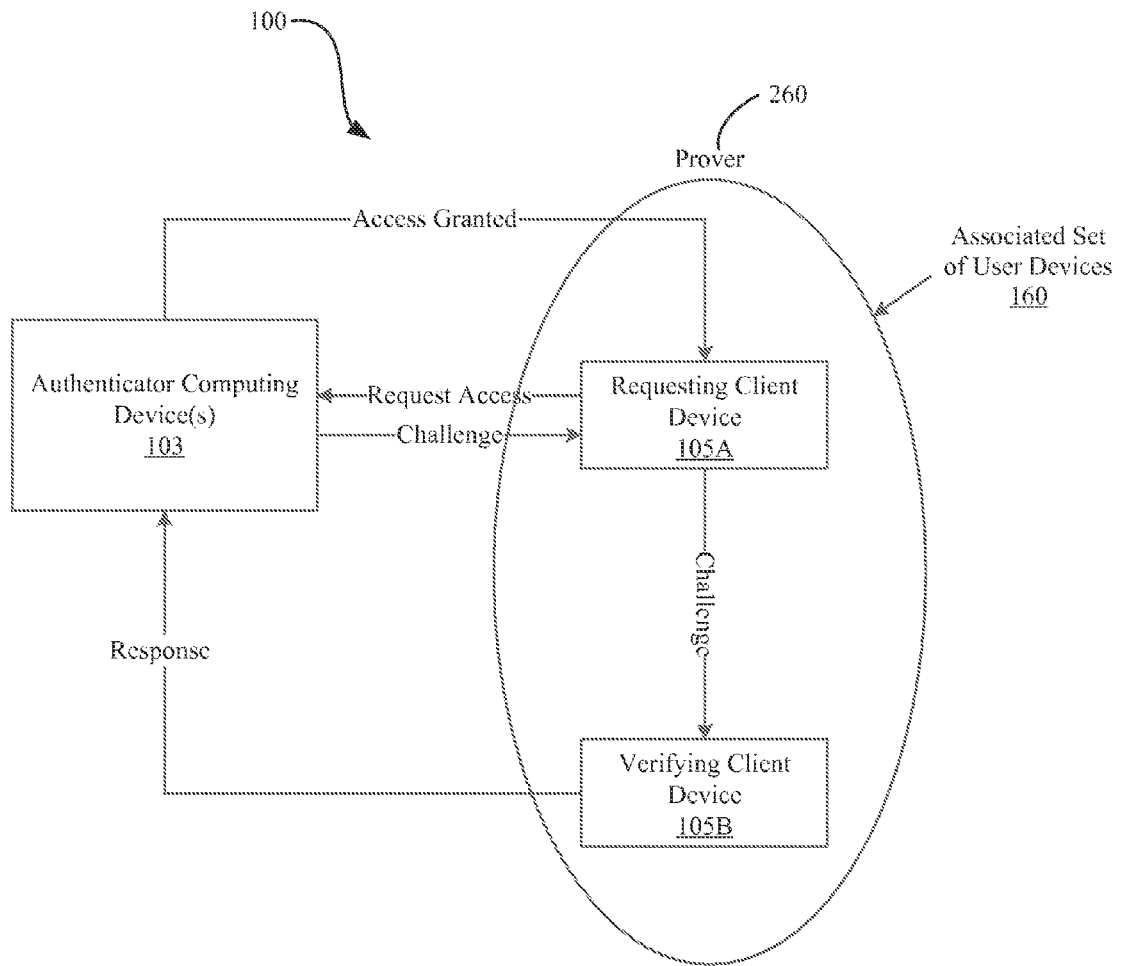 100
260
Prover
Access Granted
Associated Set
of User Devices
160
Authenticator Computing
Device(s)
103
Request Access
Challenge
Requesting Client
Device
105A
Challenge
Response
Verifying Client
Device
105B